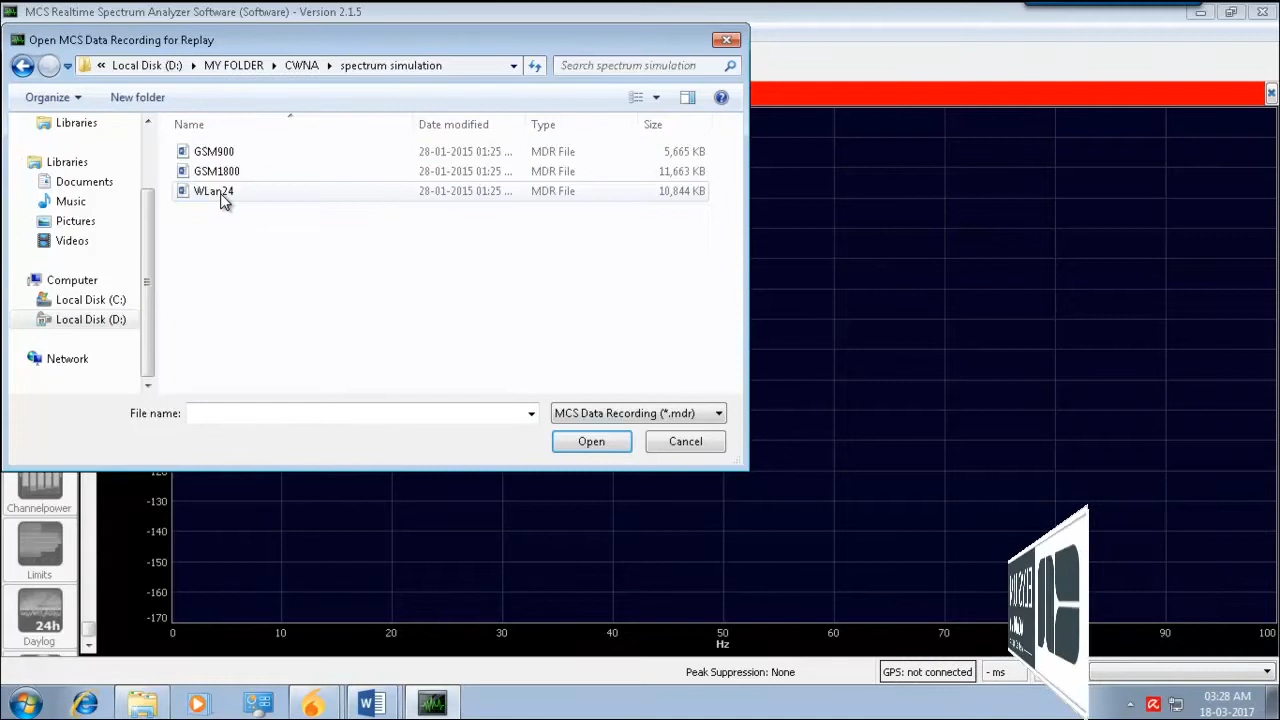 MCS Realtime Spectrum Analyzer Software (Software) - Version 2.1.5
Open MCS Data Recording for Replay
« Local Disk (D:) MY FOLDER CWNA spectrum simulation
Search spectrum simulation
Organize New folder
Name Date modified Type Size
Libraries
Libraries
Documents
Music
Pictures
Videos
Computer
Local Disk (C:)
Local Disk (D:)
Network
GSM900 28-01-2015 01:25 ... MDR File 5,665 KB
GSM1800 28-01-2015 01:25 ... MDR File 11,663 KB
WLan24 28-01-2015 01:25 ... MDR File 10,844 KB
File name: MCS Data Recording (*.mdr)
Open Cancel
Channelpower
Limits
24h
Daylog
-130
-140
-150
-160
-170
0 10 20 30 40 50 60 70 90 100
Hz
Peak Suppression: None GPS: not connected - ms
03:28 AM
18-03-2017